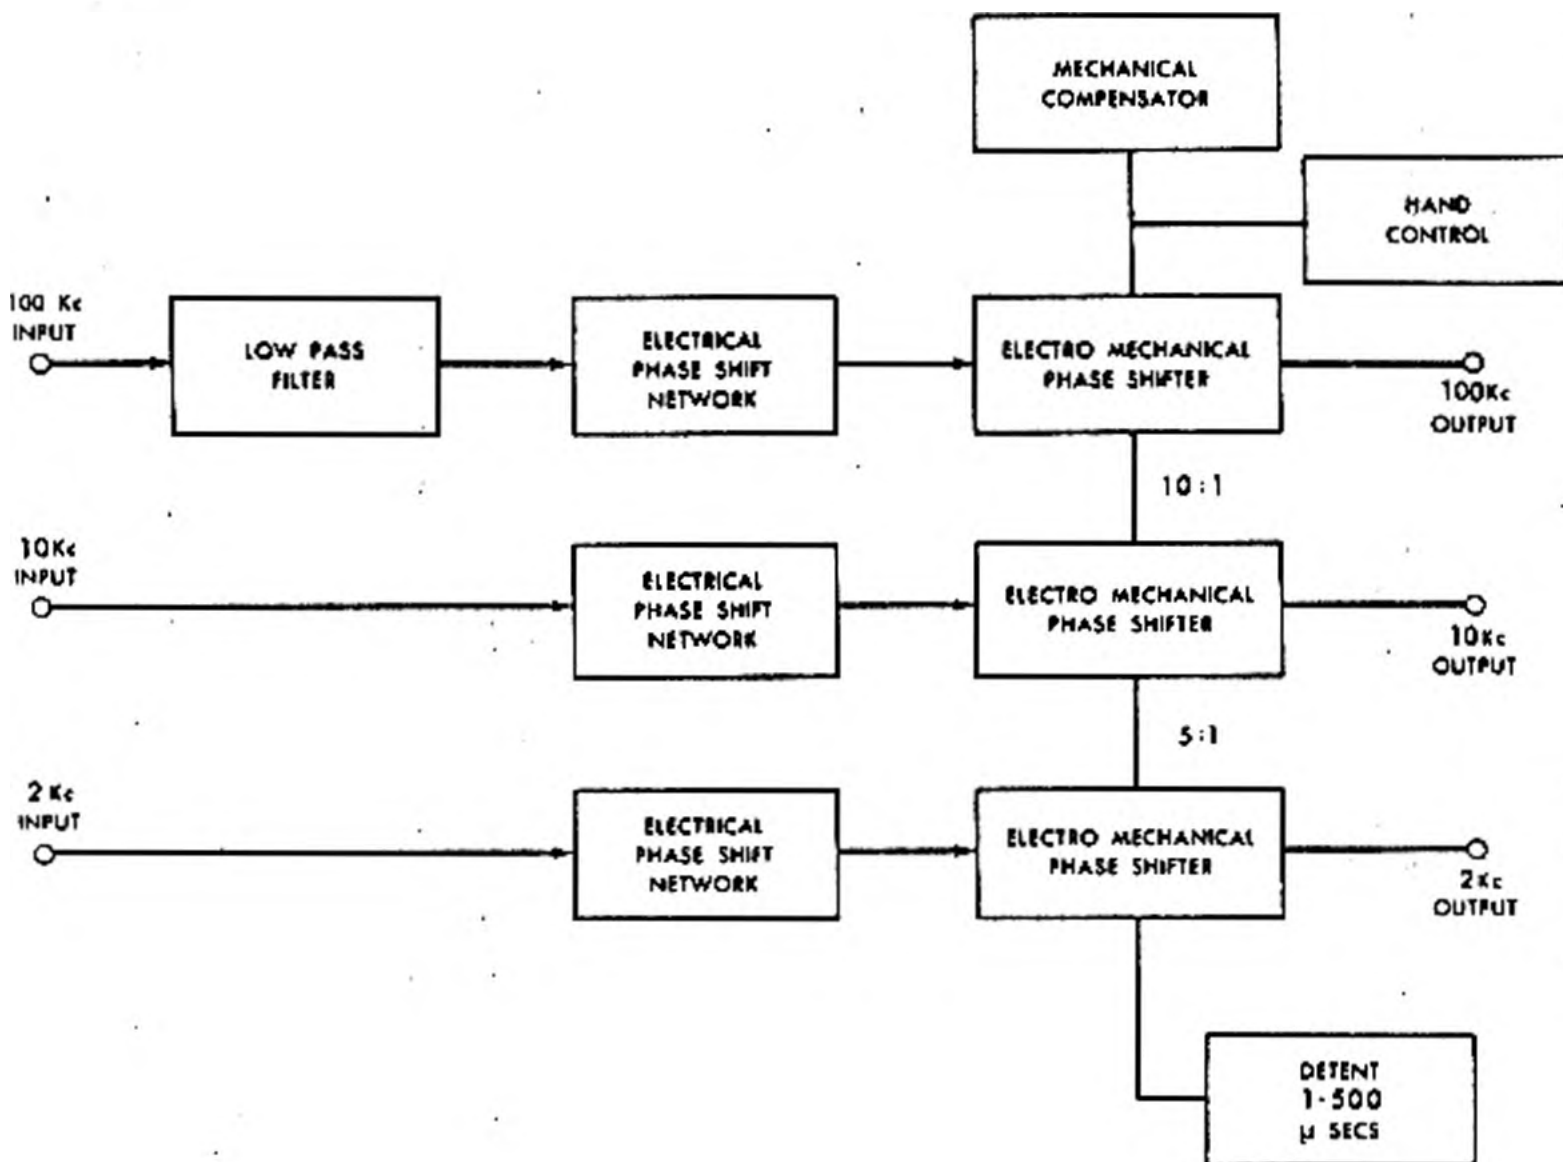 MECHANICAL
COMPENSATOR
HAND
CONTROL
100 Kc
INPUT
LOW PASS
FILTER
ELECTRICAL
PHASE SHIFT
NETWORK
ELECTRO MECHANICAL
PHASE SHIFTER
100Kc
OUTPUT
10:1
10Kc
INPUT
ELECTRICAL
PHASE SHIFT
NETWORK
ELECTRO MECHANICAL
PHASE SHIFTER
10Kc
OUTPUT
5:1
2 Kc
INPUT
ELECTRICAL
PHASE SHIFT
NETWORK
ELECTRO MECHANICAL
PHASE SHIFTER
2Kc
OUTPUT
DETENT
1-500
μ SECS